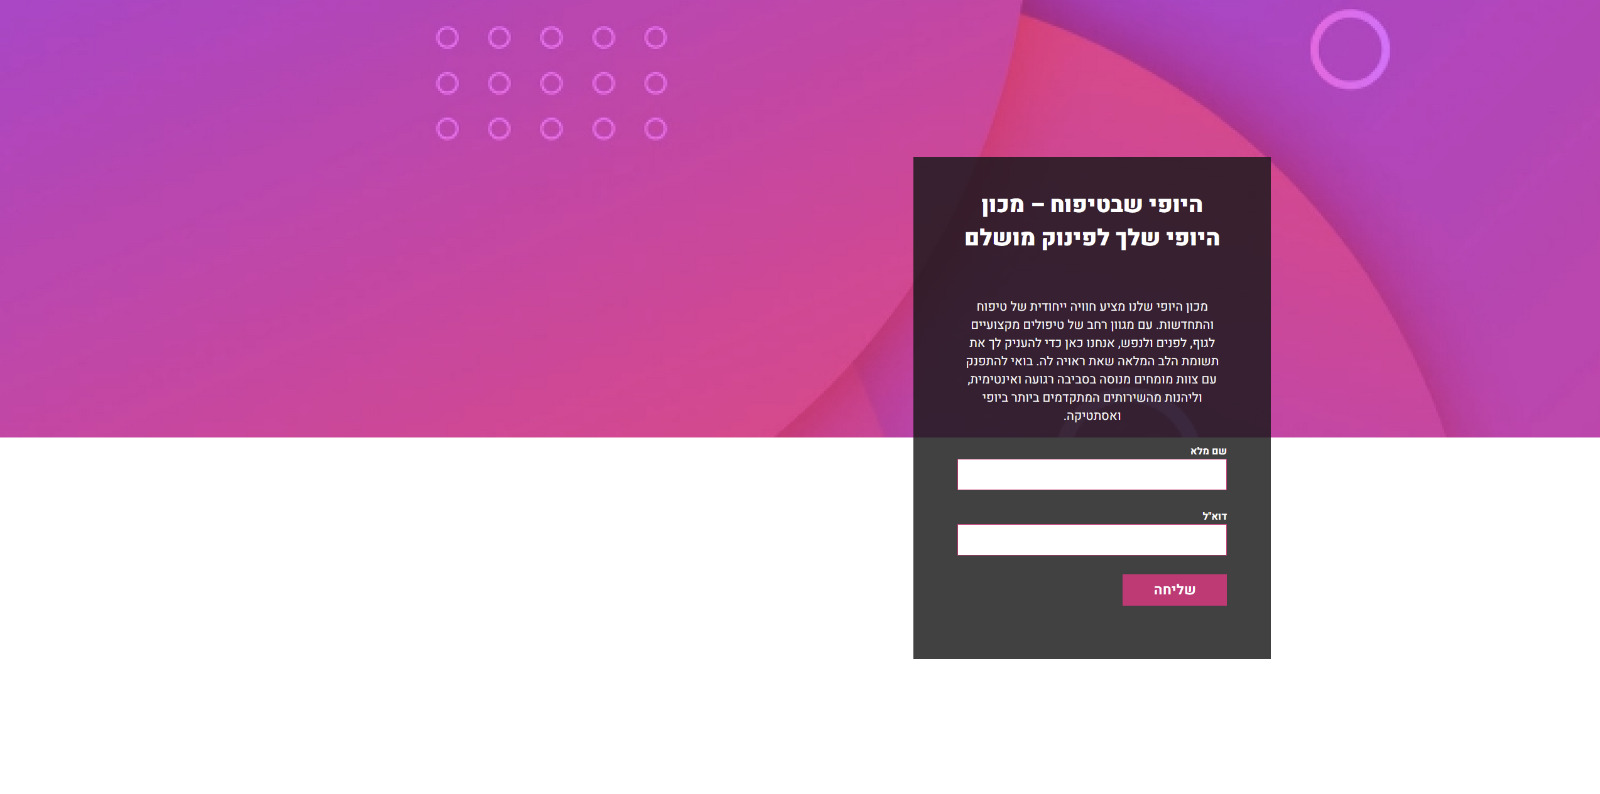 היופי שבטיפוח – מכון
היופי שלך לפינוק מושלם
מכון היופי שלנו מציע חוויה ייחודית של טיפוח
והתחדשות. עם מגוון רחב של טיפולים מקצועיים
לגוף, לפנים ולנפש, אנחנו כאן כדי להעניק לך את
תשומת הלב המלאה שאת ראויה לה. בואי להתפנק
עם צוות מומחים מנוסה בסביבה רגועה ואינטימית,
וליהנות מהשירותים המתקדמים ביותר ביופי
ואסתטיקה.
שם מלא
דוא"ל
שליחה